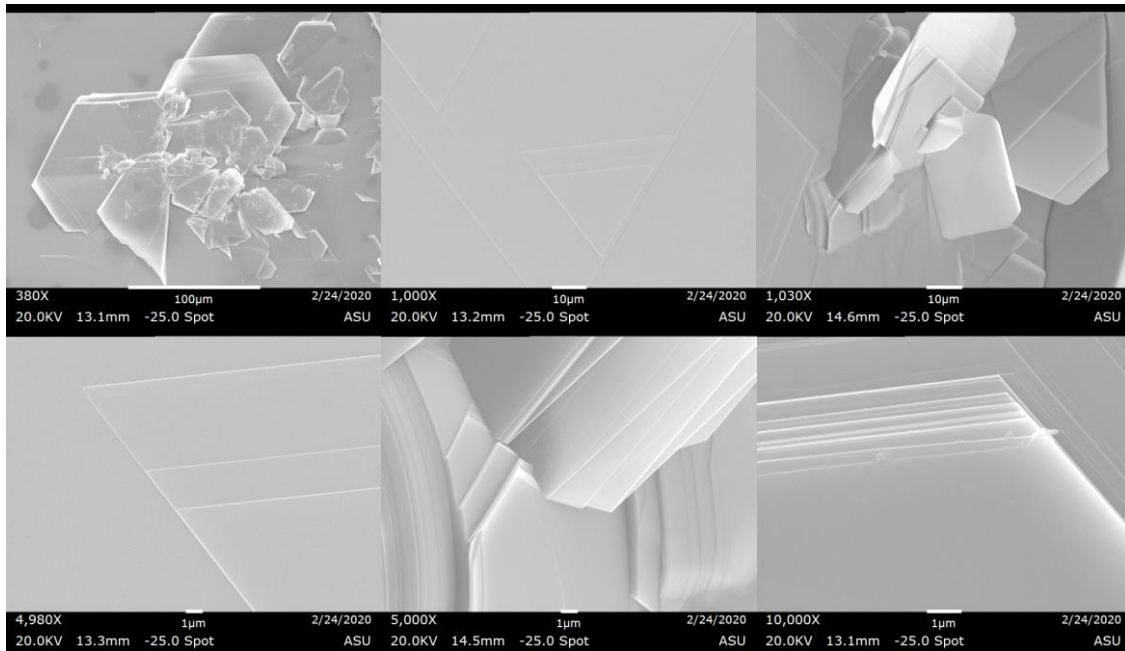 380X 100µm 2/24/2020
20.0KV 13.1mm -25.0 Spot ASU
1,000X 10µm 2/24/2020
20.0KV 13.2mm -25.0 Spot ASU
1,030X 10µm 2/24/2020
20.0KV 14.6mm -25.0 Spot ASU
4,980X 1µm 2/24/2020
20.0KV 13.3mm -25.0 Spot ASU
5,000X 1µm 2/24/2020
20.0KV 14.5mm -25.0 Spot ASU
10,000X 1µm 2/24/2020
20.0KV 13.1mm -25.0 Spot ASU